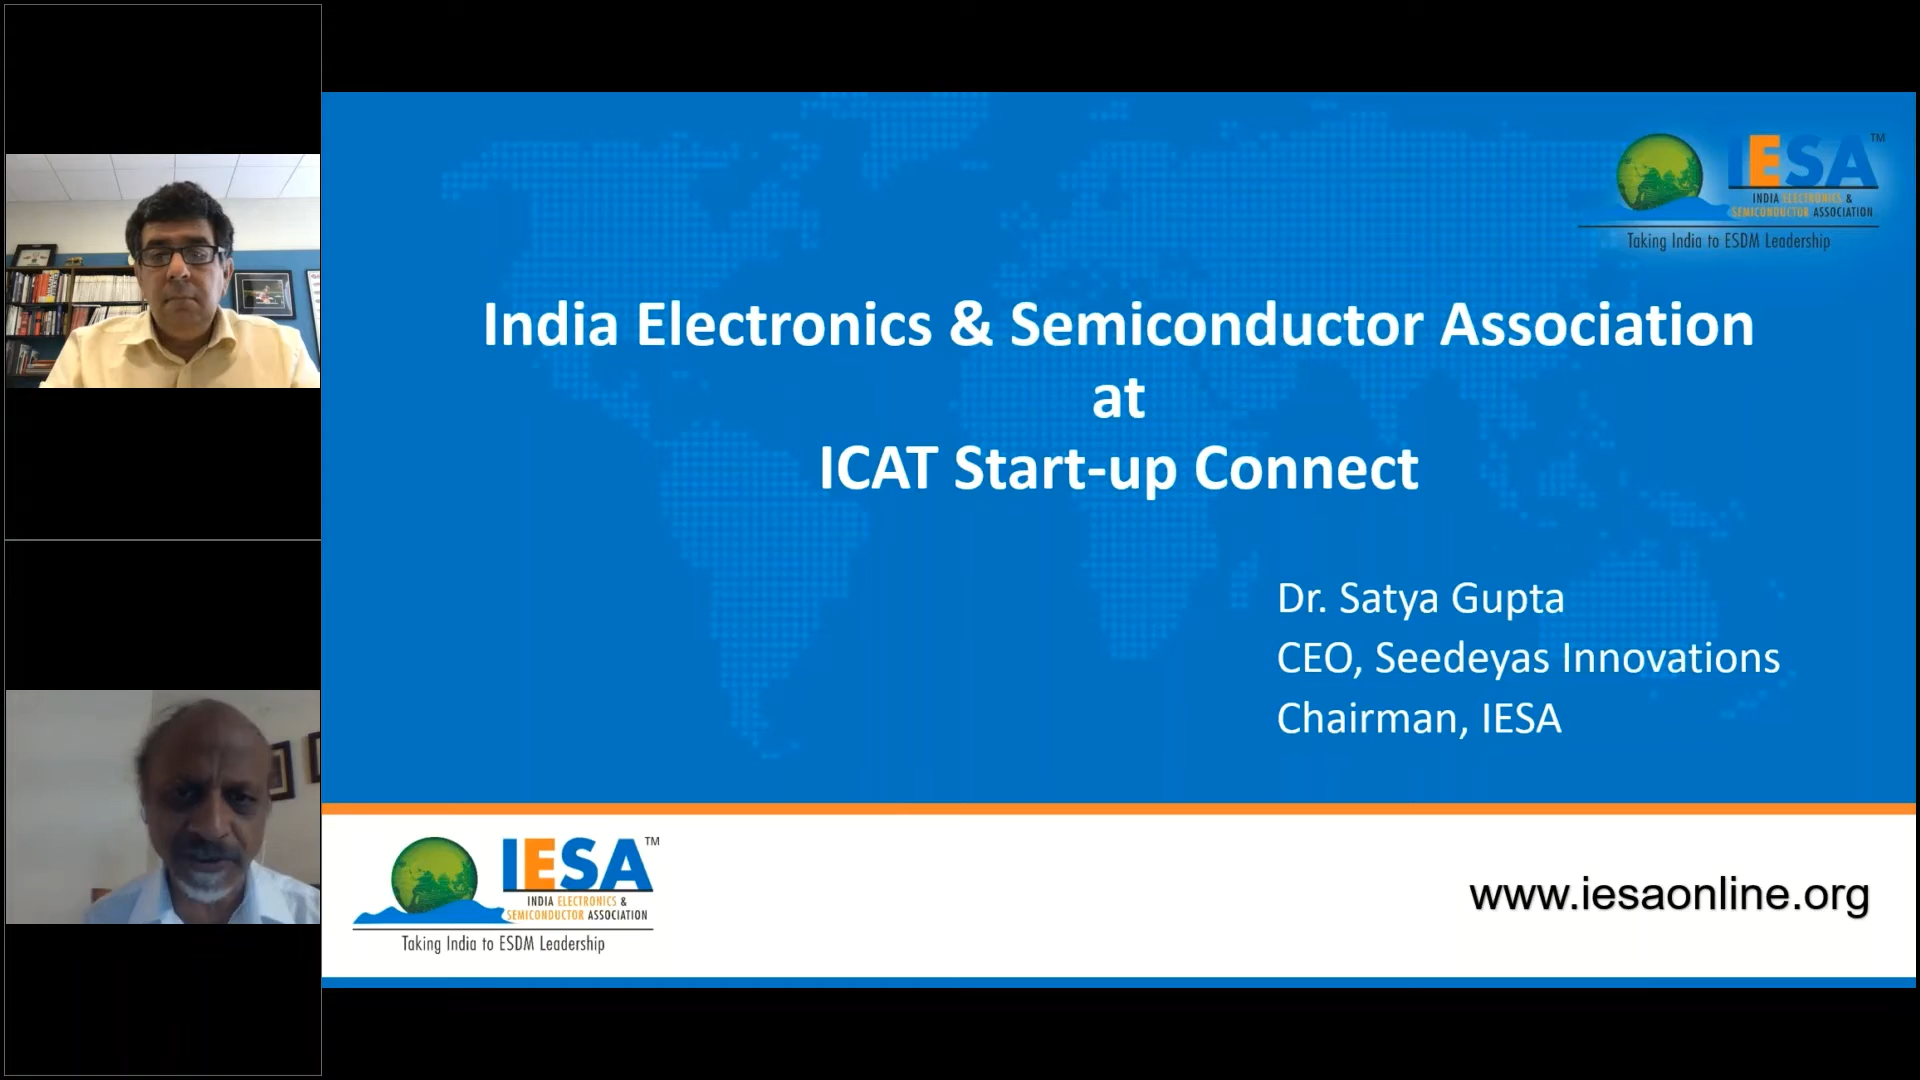 IESA™
INDIA ELECTRONICS &
SEMICONDUCTOR ASSOCIATION
Taking India to ESDM Leadership
India Electronics & Semiconductor Association
at
ICAT Start-up Connect
Dr. Satya Gupta
CEO, Seedeyas Innovations
Chairman, IESA
IESA™
INDIA ELECTRONICS &
SEMICONDUCTOR ASSOCIATION
Taking India to ESDM Leadership
www.iesaonline.org